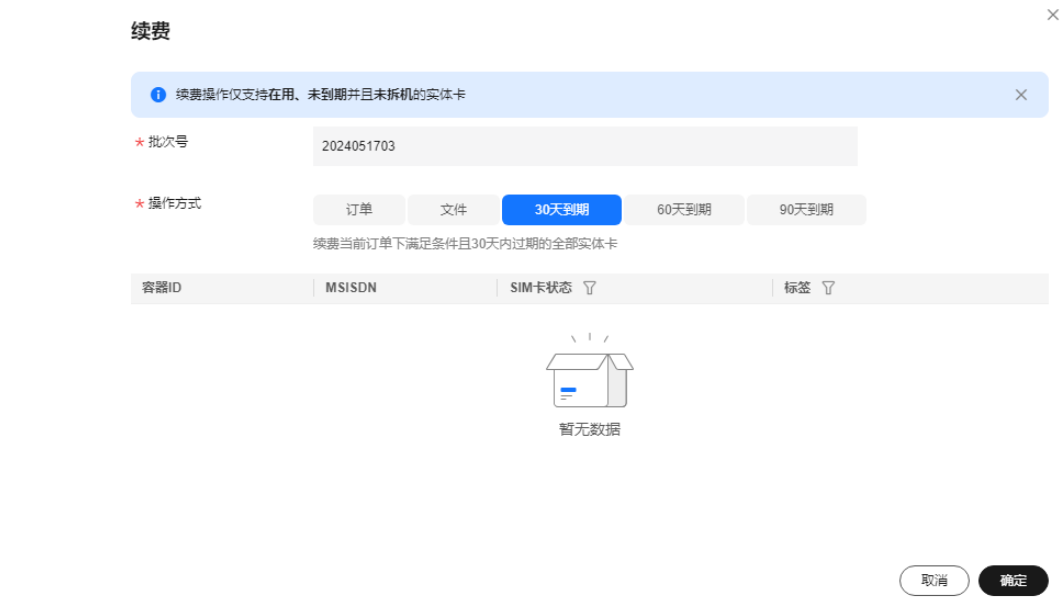 续费
续费操作仅支持在用、未到期并且未拆机的实体卡
* 批次号 2024051703
* 操作方式 订单 文件 30天到期 60天到期 90天到期
续费当前订单下满足条件且30天内过期的全部实体卡
容器ID MSISDN SIM卡状态 标签
暂无数据
取消 确定